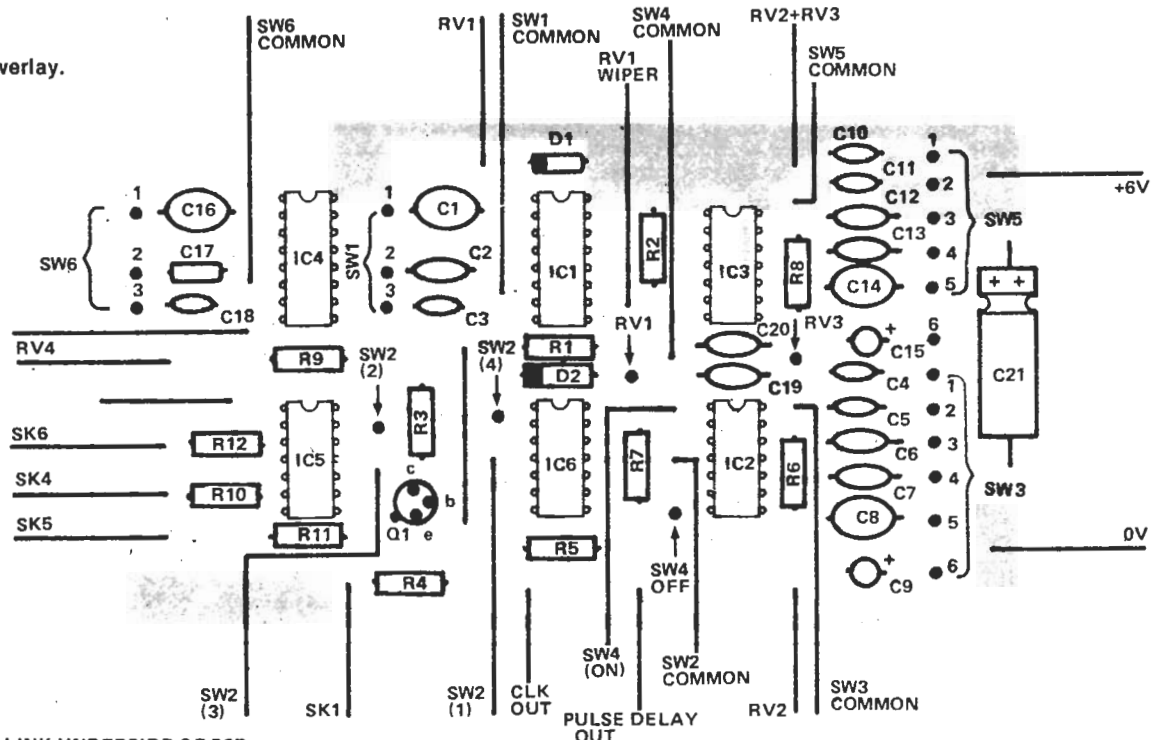 SW6
COMMON
RV1
SW1
COMMON
SW4
COMMON
RV2+RV3
RV1
WIPER
SW5
COMMON
verlay.
D1
C10
C11
C12
C13
C14
1
2
3
4
5
6
SW5
+6V
1
2
3
SW6
C16
C17
C18
IC4
1
2
3
SW1
C1
C2
C3
IC1
R2
IC3
R8
+ +
C21
RV4
R9
SW2
(2)
SW2
(4)
R1
D2
RV1
C20
C19
RV3
+
C15
C4
C5
C6
C7
C8
+
C9
1
2
3
4
5
6
SW3
SK6
R12
IC5
R3
IC6
R7
IC2
R6
SK4
R10
c
b
e
Q1
SK5
R11
R5
R4
SW4
OFF
0V
SW2
(3)
SK1
SW2
(1)
CLK
OUT
SW4
(ON)
PULSE DELAY
OUT
SW2
COMMON
RV2
SW3
COMMON